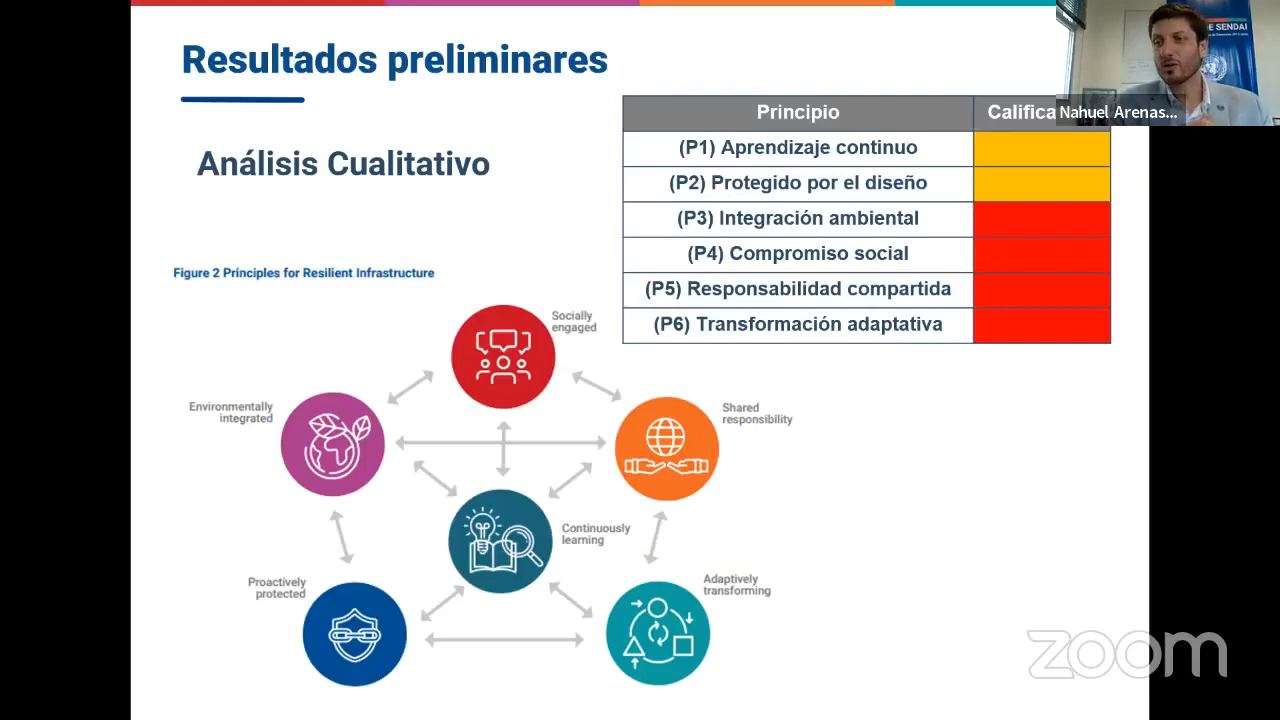 Resultados preliminares
Análisis Cualitativo
Principio
Califica
(P1) Aprendizaje continuo
(P2) Protegido por el diseño
(P3) Integración ambiental
(P4) Compromiso social
(P5) Responsabilidad compartida
(P6) Transformación adaptativa
E SENDAI
Nahuel Arenas...
Figure 2 Principles for Resilient Infrastructure
Socially
engaged
Environmentally
integrated
Shared
responsibility
Continuously
learning
Proactively
protected
Adaptively
transforming
zoom